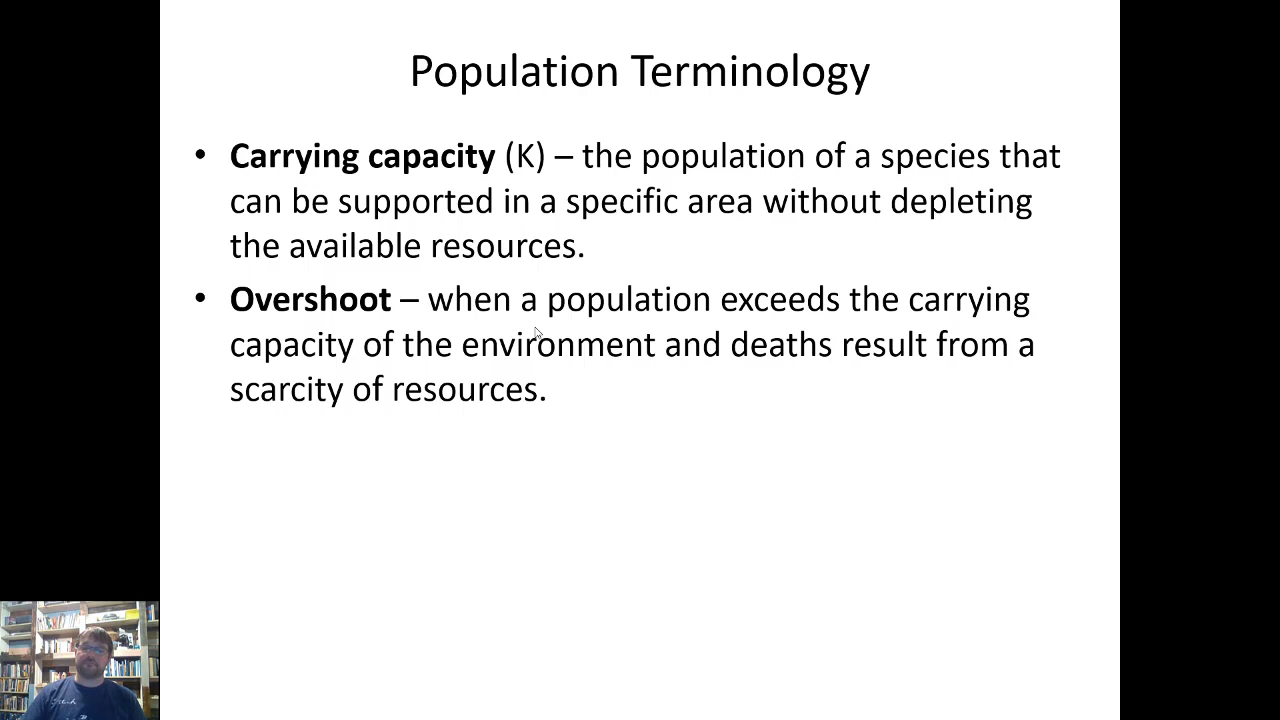 Population Terminology
• Carrying capacity (K) – the population of a species that
can be supported in a specific area without depleting
the available resources.
• Overshoot – when a population exceeds the carrying
capacity of the environment and deaths result from a
scarcity of resources.